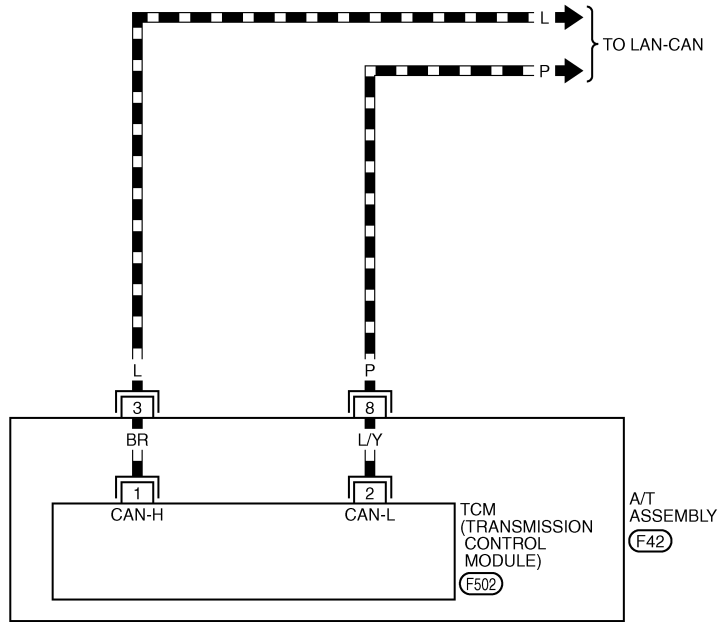 L
TO LAN-CAN
P
L
P
3
8
BR
L/Y
1
2
CAN-H
CAN-L
TCM
(TRANSMISSION
CONTROL
MODULE)
F502
A/T
ASSEMBLY
F42